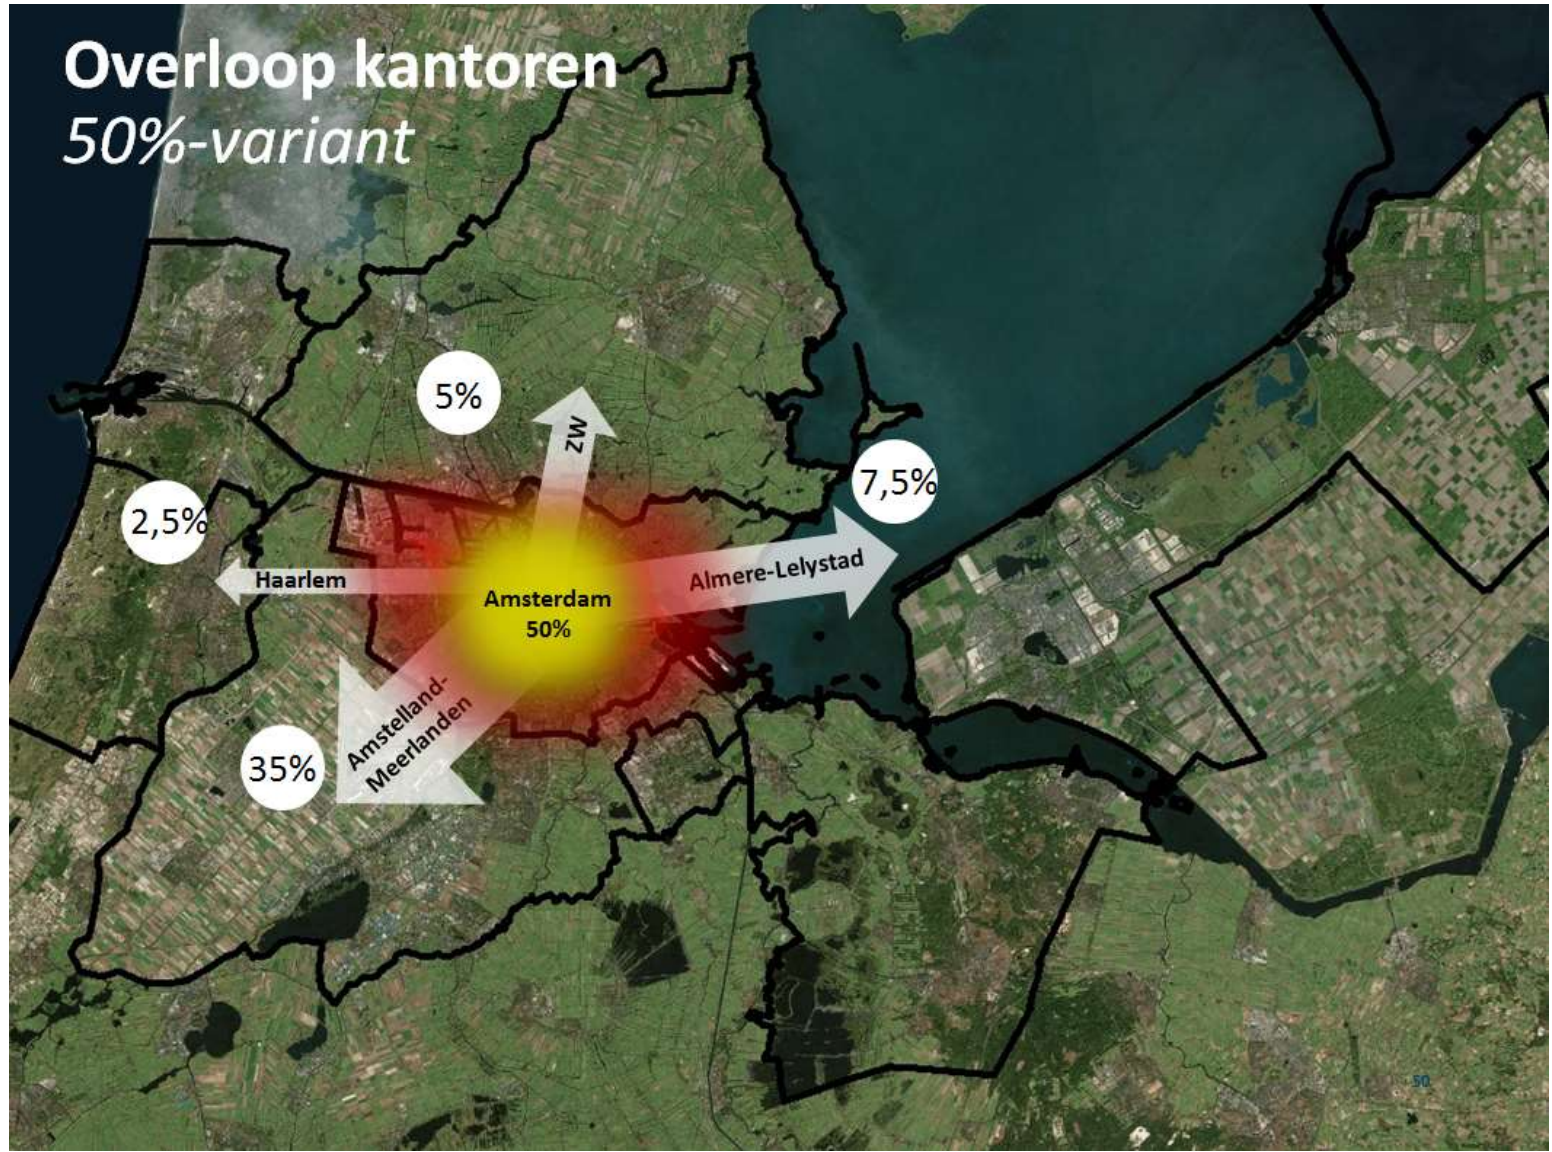 Overloop kantoren
50%-variant
5%
ZW
7,5%
2,5%
Haarlem
Almere-Lelystad
Amsterdam
50%
Amstelland-
Meerlanden
35%
50